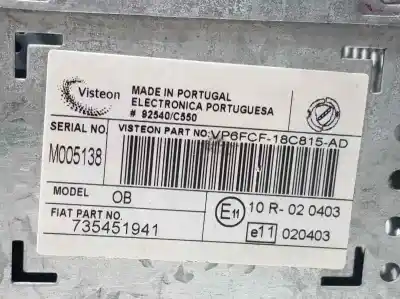 Visteon
MADE IN PORTUGAL
ELECTRONICA PORTUGUESA
# 92540/C550
SERIAL NO.
M005138
VISTEON PART NO: VP6FCF-18C815-AD
MODEL OB
FIAT PART NO.
735451941
E11 10 R- 02 0403
e11 020403